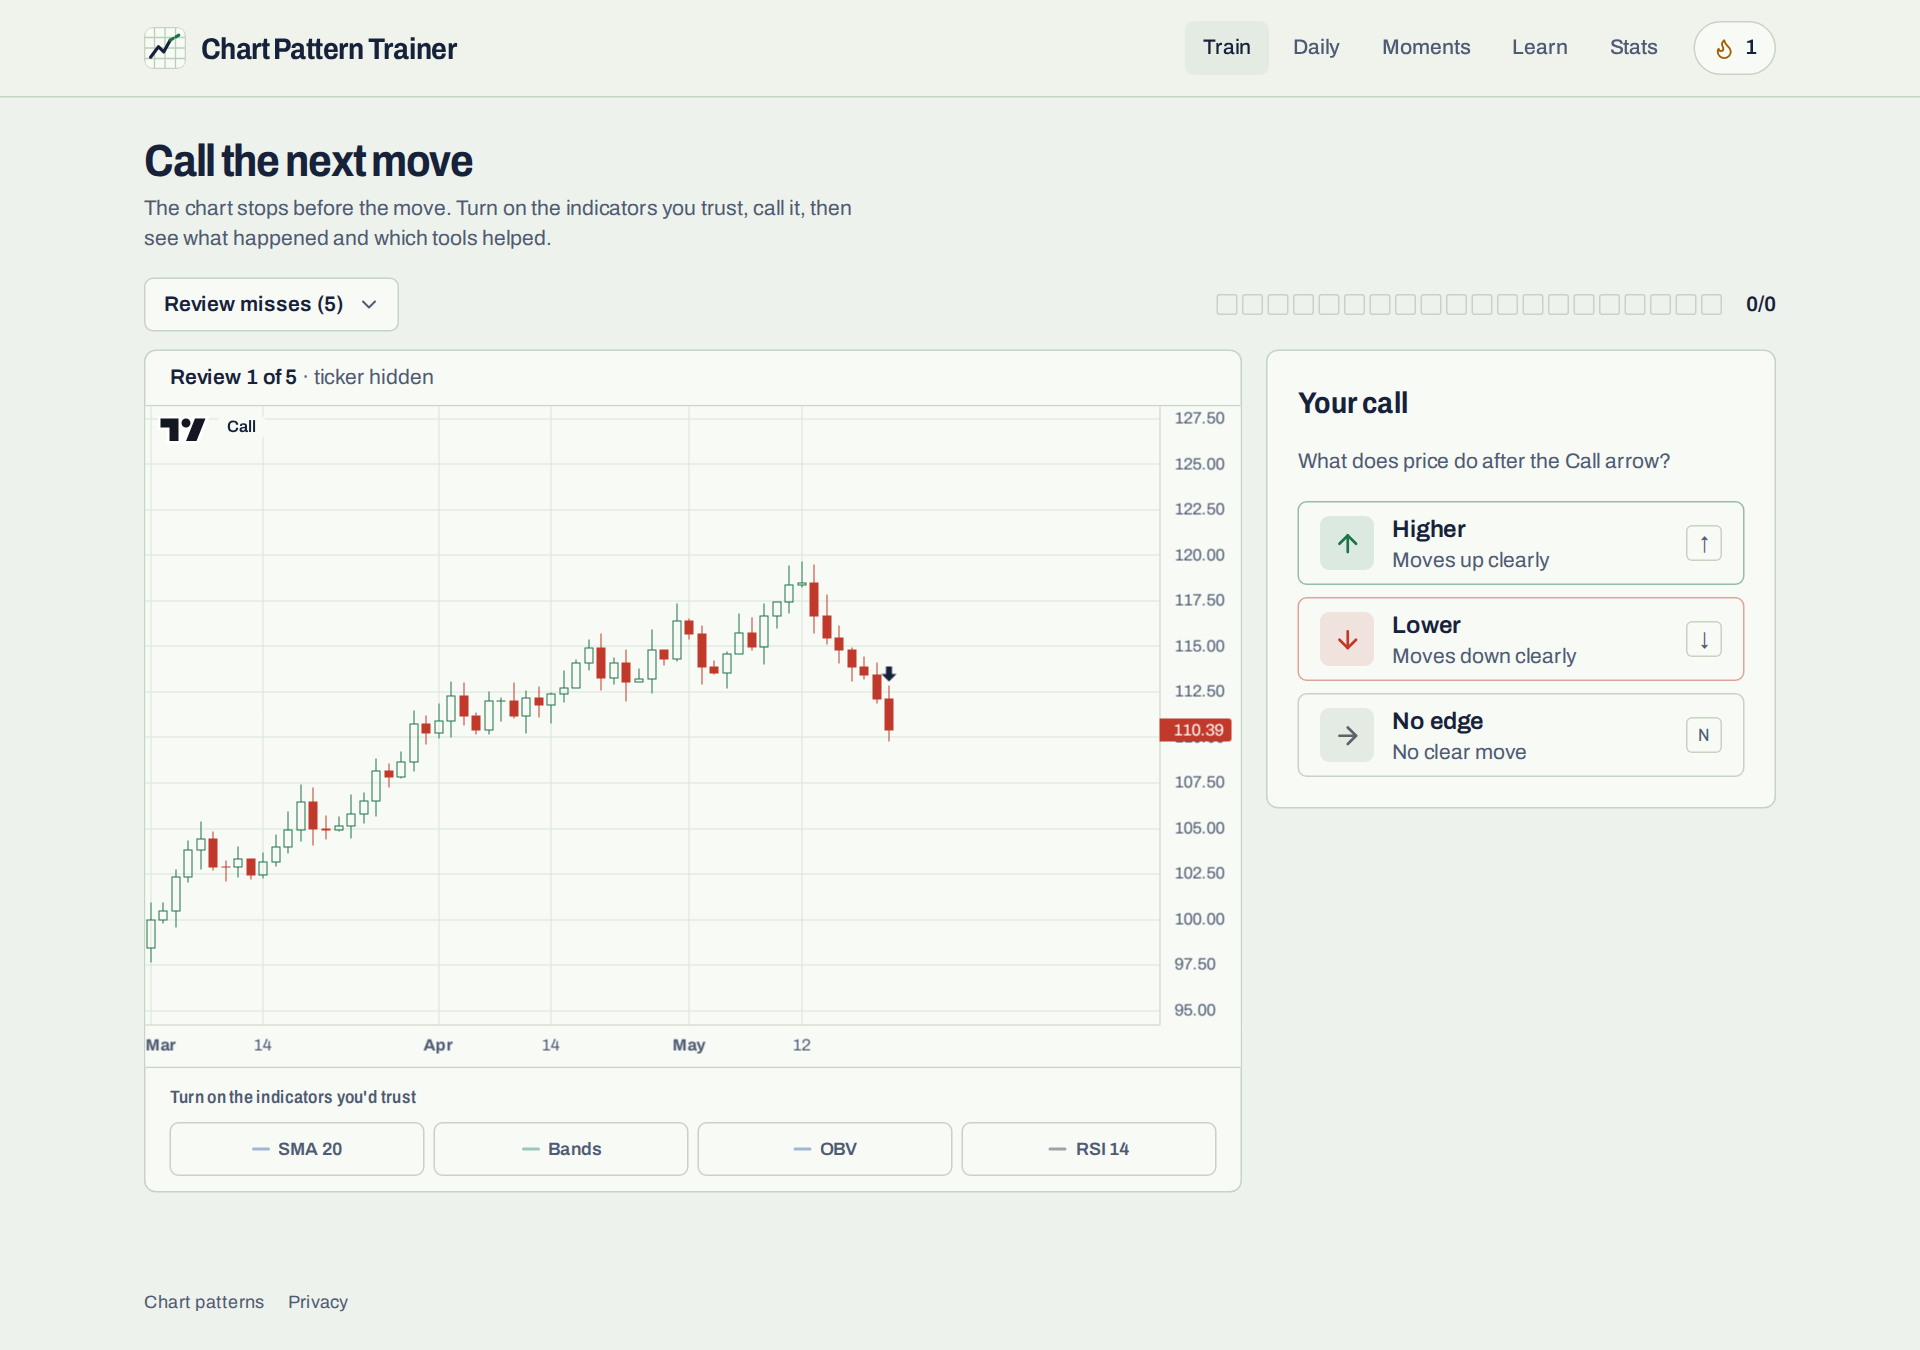 Chart Pattern Trainer
Train
Daily
Moments
Learn
Stats
1
Call the next move
The chart stops before the move. Turn on the indicators you trust, call it, then
see what happened and which tools helped.
Review misses (5)
0/0
Review 1 of 5 · ticker hidden
Call
127.50
125.00
122.50
120.00
117.50
115.00
112.50
110.39
107.50
105.00
102.50
100.00
97.50
95.00
Mar
14
Apr
14
May
12
Turn on the indicators you'd trust
SMA 20
Bands
OBV
RSI 14
Your call
What does price do after the Call arrow?
Higher
Moves up clearly
↑
Lower
Moves down clearly
↓
No edge
No clear move
N
Chart patterns
Privacy